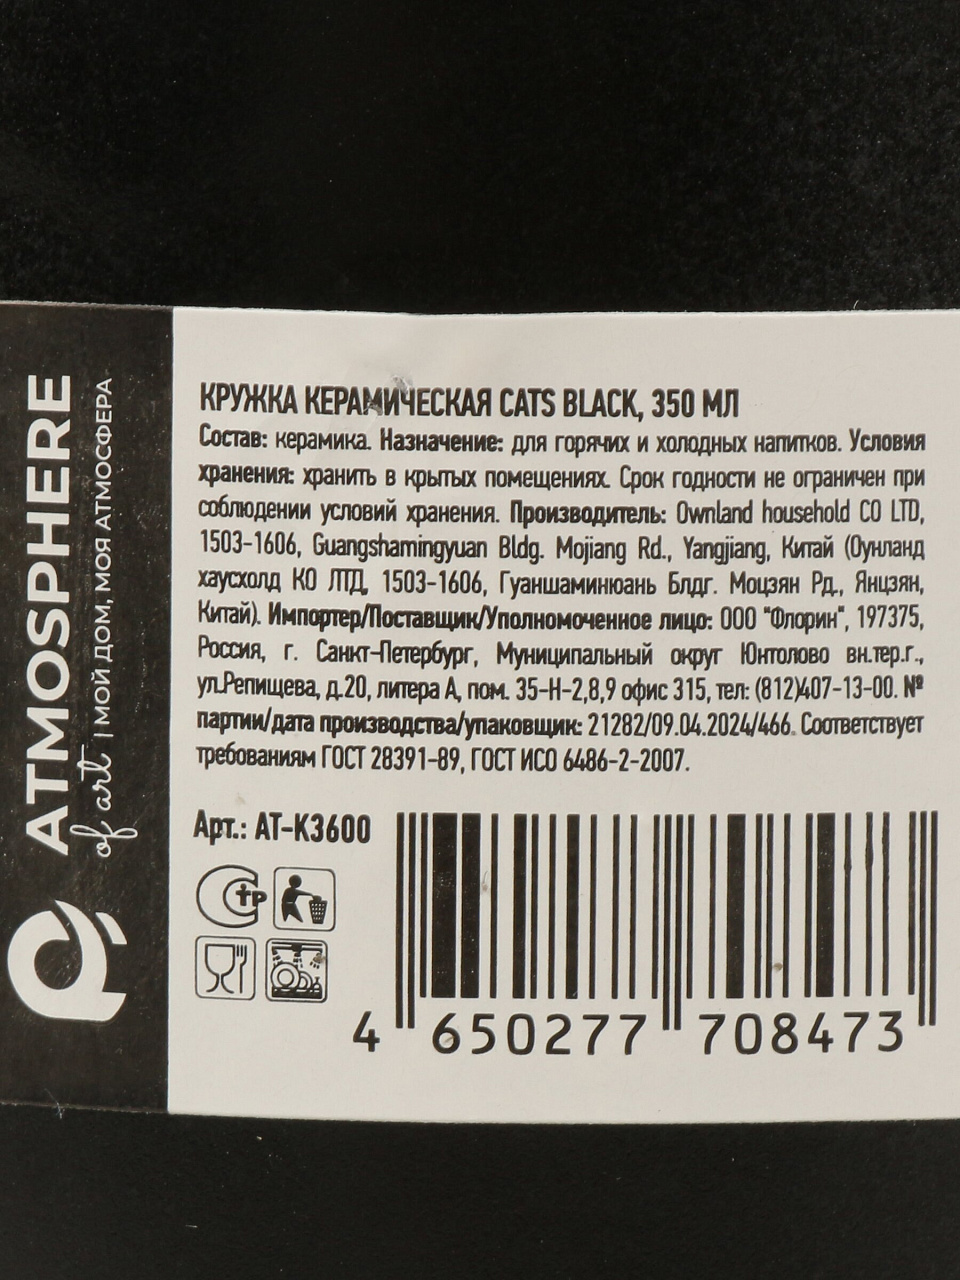 ATMOSPHERE
of art | МОЙ ДОМ, МОЯ АТМОСФЕРА
КРУЖКА КЕРАМИЧЕСКАЯ CATS BLACK, 350 МЛ
Состав: керамика. Назначение: для горячих и холодных напитков. Условия
хранения: хранить в крытых помещениях. Срок годности не ограничен при
соблюдении условий хранения. Производитель: Ownland household CO LTD,
1503-1606, Guangshamingyuan Bldg. Mojiang Rd., Yangjiang, Китай (Оунланд
хаусхолд КО ЛТД, 1503-1606, Гуаншаминюань Блдг. Моцзян Рд., Янцзян,
Китай). Импортер/Поставщик/Уполномоченное лицо: ООО "Флорин", 197375,
Россия, г. Санкт-Петербург, Муниципальный округ Юнтолово вн.тер.г.,
ул.Репищева, д.20, литера А, пом. 35-Н-2,8,9 офис 315, тел: (812)407-13-00. №
партии/дата производства/упаковщик: 21282/09.04.2024/466. Соответствует
требованиям ГОСТ 28391-89, ГОСТ ИСО 6486-2-2007.
Арт.: AT-K3600
Стр
4 650277 708473